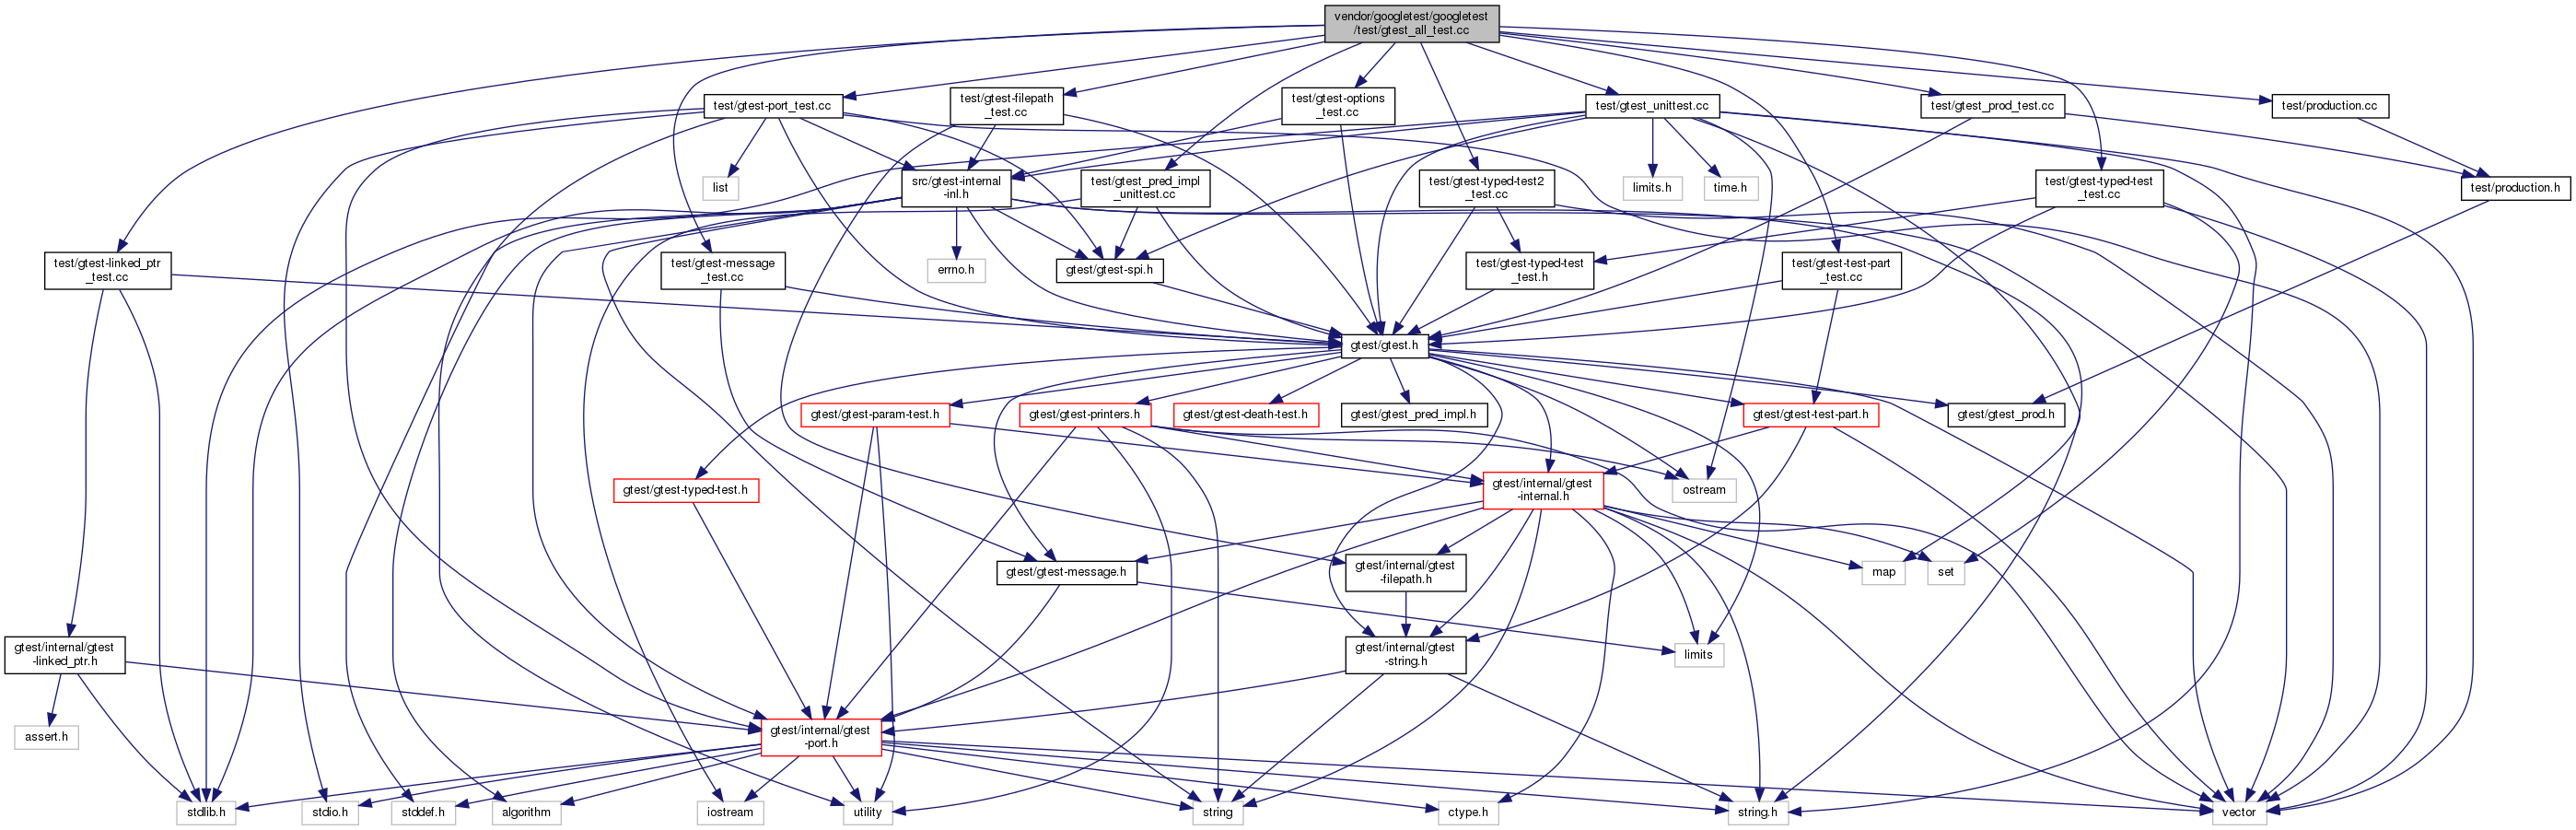 vendor/googletest/googletest
/test/gtest_all_test.cc
test/gtest-port_test.cc
test/gtest-filepath
_test.cc
test/gtest-options
_test.cc
test/gtest_unittest.cc
test/gtest_prod_test.cc
test/production.cc
list
src/gtest-internal
-inl.h
test/gtest_pred_impl
_unittest.cc
test/gtest-typed-test2
_test.cc
limits.h
time.h
test/gtest-typed-test
_test.cc
test/production.h
test/gtest-linked_ptr
_test.cc
test/gtest-message
_test.cc
errno.h
gtest/gtest-spi.h
test/gtest-typed-test
_test.h
test/gtest-test-part
_test.cc
gtest/gtest.h
gtest/gtest-param-test.h
gtest/gtest-printers.h
gtest/gtest-death-test.h
gtest/gtest_pred_impl.h
gtest/gtest-test-part.h
gtest/gtest_prod.h
gtest/gtest-typed-test.h
gtest/internal/gtest
-internal.h
ostream
gtest/gtest-message.h
gtest/internal/gtest
-filepath.h
map
set
gtest/internal/gtest
-linked_ptr.h
gtest/internal/gtest
-string.h
limits
assert.h
gtest/internal/gtest
-port.h
stdlib.h
stdio.h
stddef.h
algorithm
iostream
utility
string
ctype.h
string.h
vector